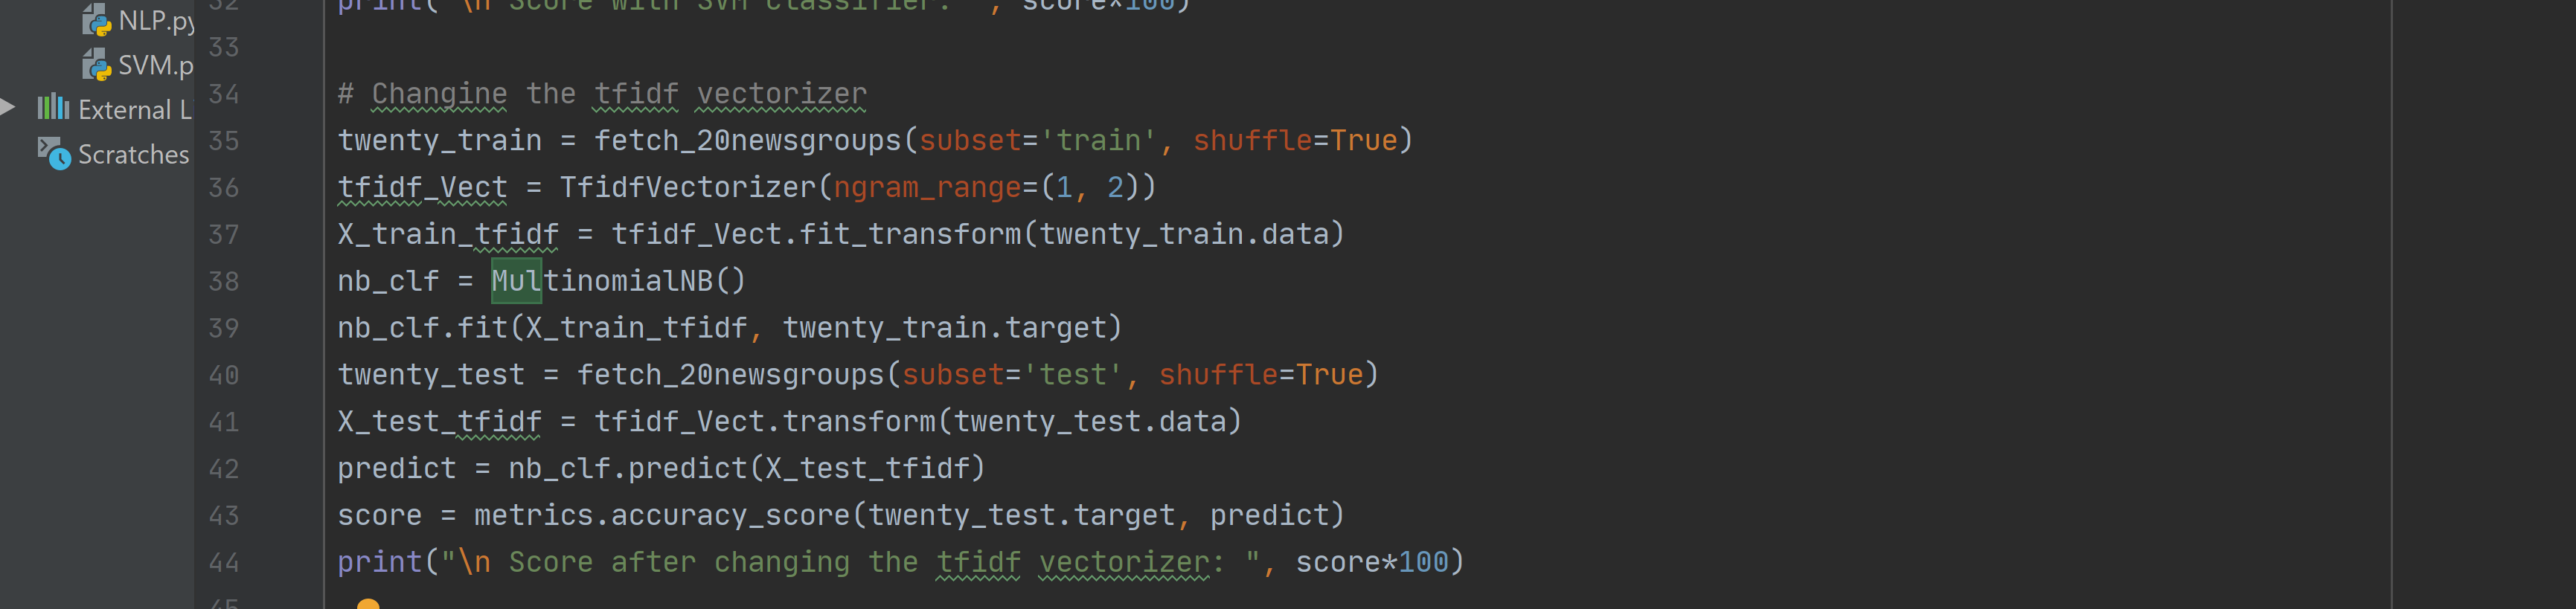 NLP.py
SVM.p
External L
Scratches
32 print("\n Score with SVM classifier: ", score*100)
33
34 # Changine the tfidf vectorizer
35 twenty_train = fetch_20newsgroups(subset='train', shuffle=True)
36 tfidf_Vect = TfidfVectorizer(ngram_range=(1, 2))
37 X_train_tfidf = tfidf_Vect.fit_transform(twenty_train.data)
38 nb_clf = MultinomialNB()
39 nb_clf.fit(X_train_tfidf, twenty_train.target)
40 twenty_test = fetch_20newsgroups(subset='test', shuffle=True)
41 X_test_tfidf = tfidf_Vect.transform(twenty_test.data)
42 predict = nb_clf.predict(X_test_tfidf)
43 score = metrics.accuracy_score(twenty_test.target, predict)
44 print("\n Score after changing the tfidf vectorizer: ", score*100)
45